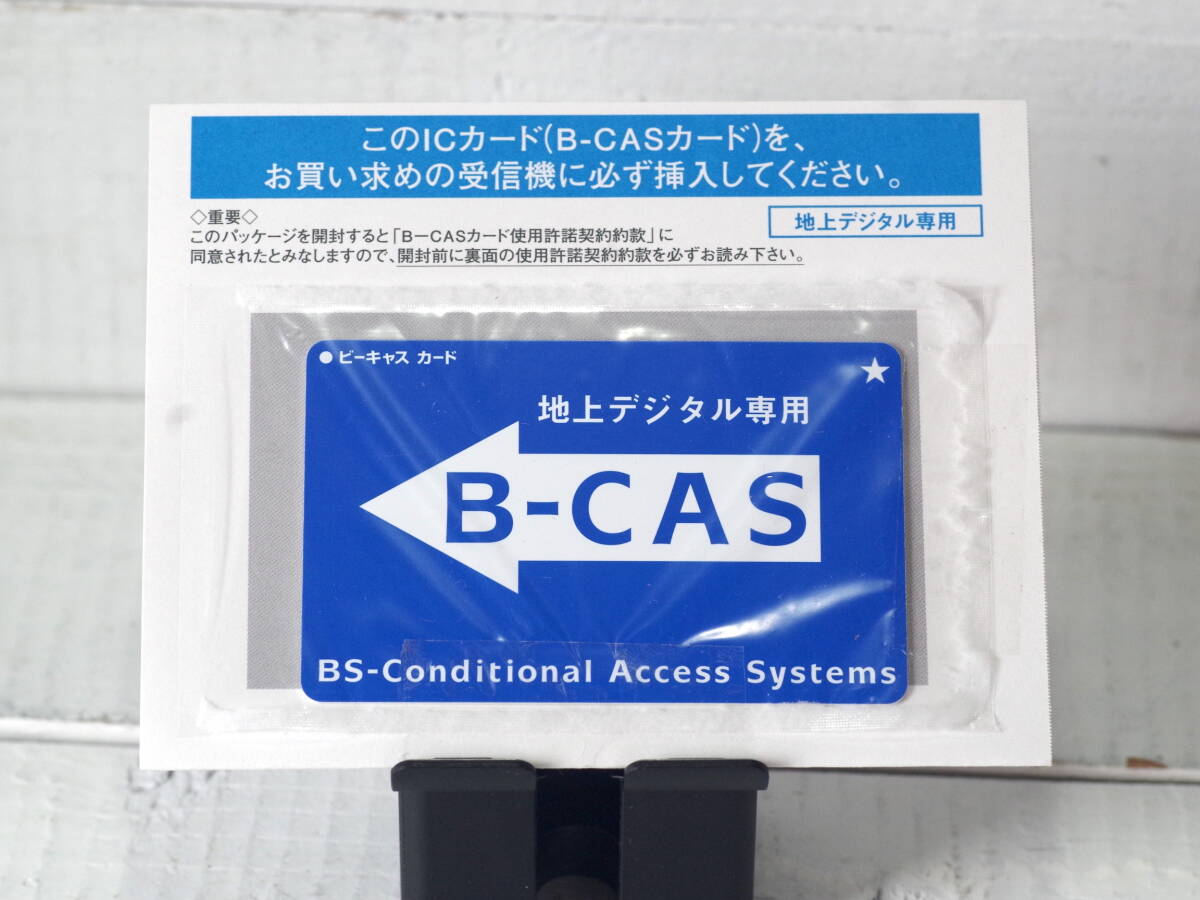 このICカード(B-CASカード)を、
お買い求めの受信機に必ず挿入してください。
◇重要◇
地上デジタル専用
このパッケージを開封すると「B−CASカード使用許諾契約約款」に
同意されたとみなしますので、開封前に裏面の使用許諾契約約款を必ずお読み下さい。
●ビーキャス カード
★
地上デジタル専用
B-CAS
BS-Conditional Access Systems